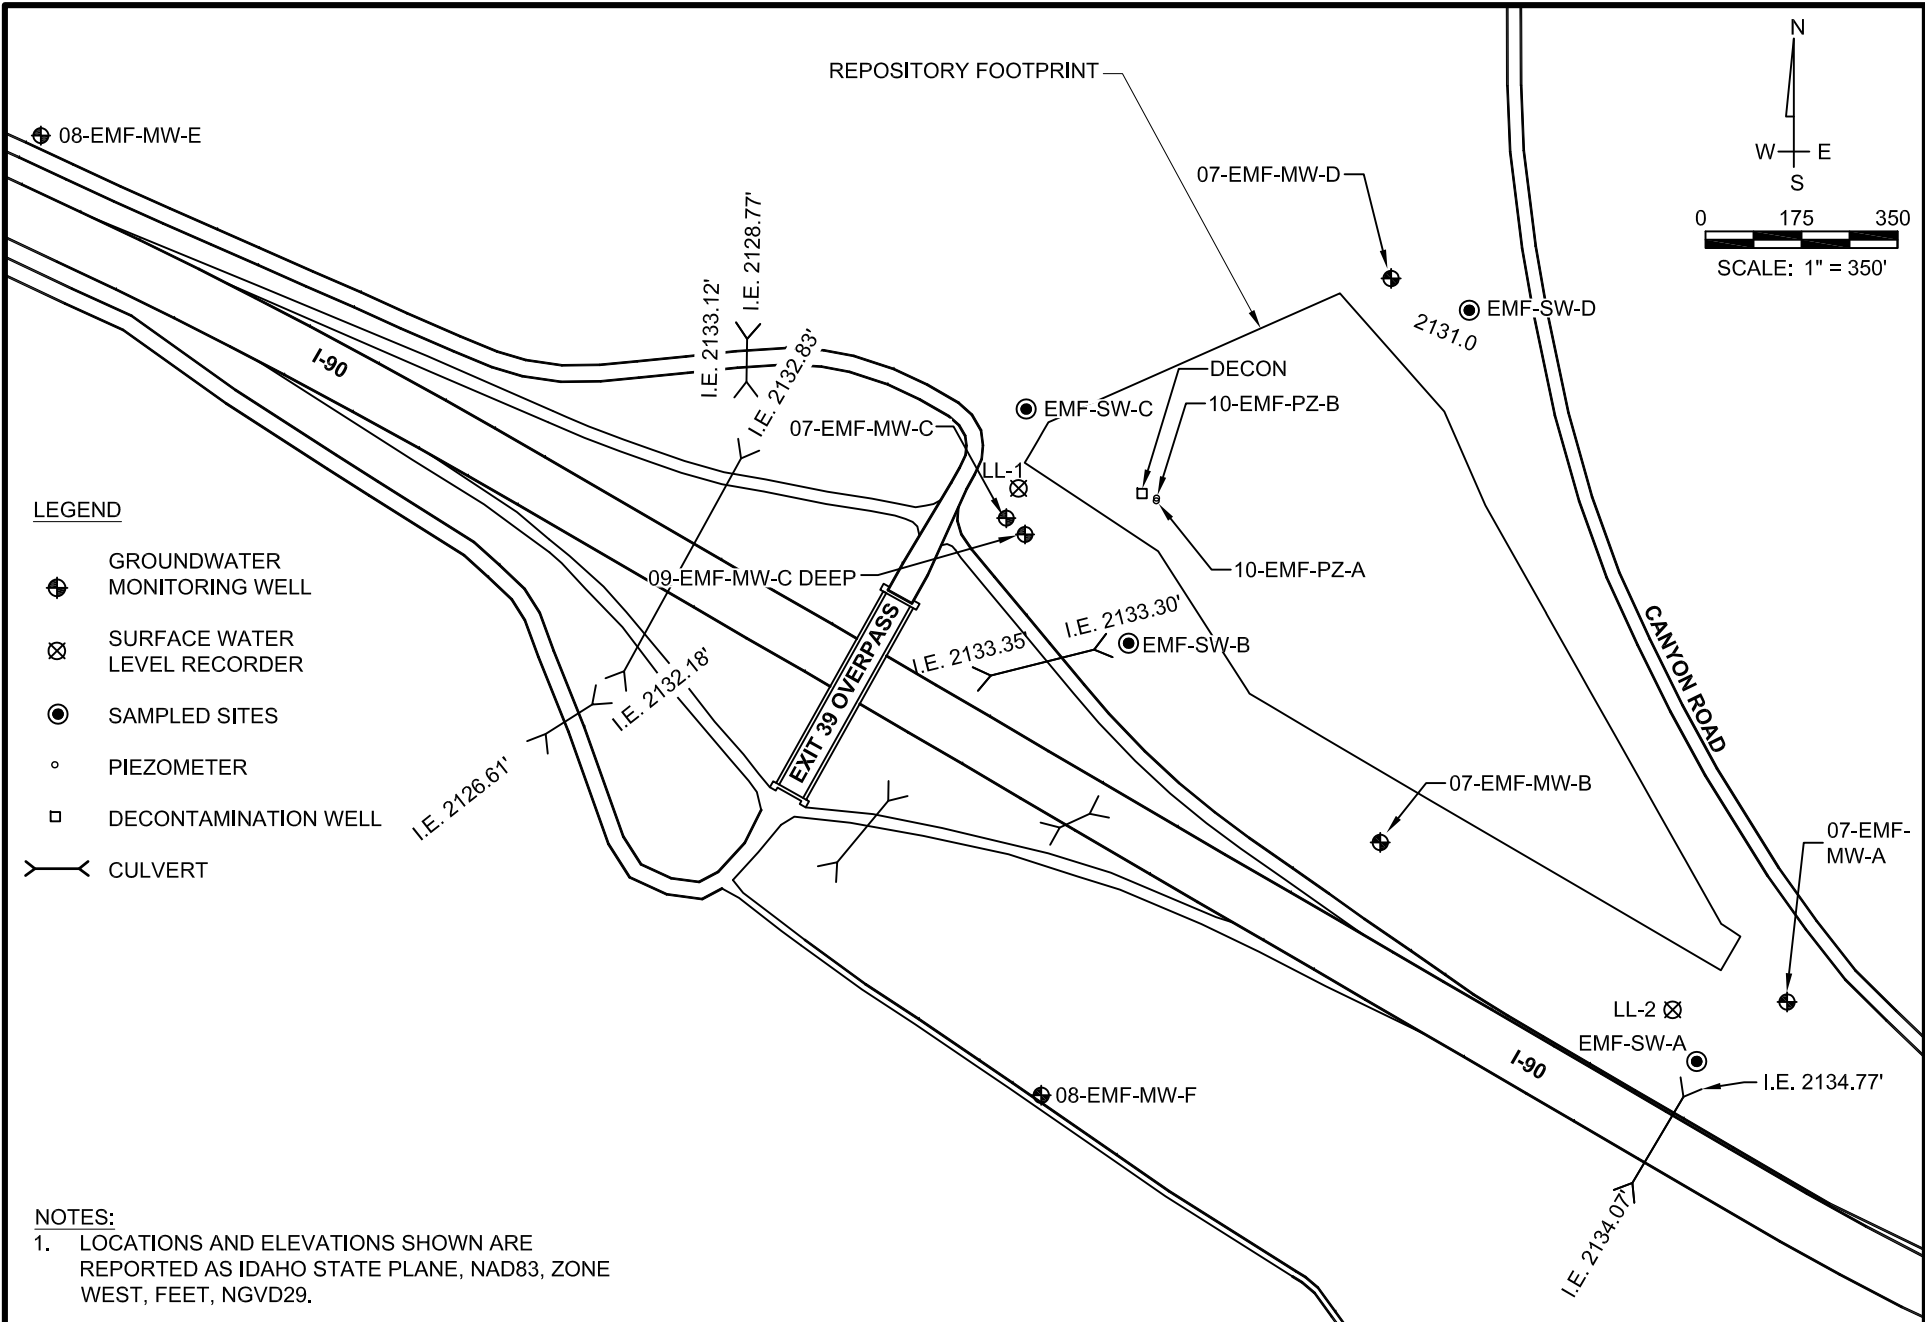 REPOSITORY FOOTPRINT
N
W E
S
0 175 350
SCALE: 1" = 350'
08-EMF-MW-E
07-EMF-MW-D
I.E. 2133.12'
I.E. 2128.77'
I.E. 2132.83'
EMF-SW-D
2131.0
I-90
DECON
10-EMF-PZ-B
EMF-SW-C
07-EMF-MW-C
LL-1
09-EMF-MW-C DEEP
10-EMF-PZ-A
I.E. 2133.35'
I.E. 2133.30'
EMF-SW-B
EXIT 39 OVERPASS
I.E. 2132.18'
I.E. 2126.61'
CANYON ROAD
07-EMF-MW-B
07-EMF-
MW-A
LL-2
EMF-SW-A
I-90
I.E. 2134.77'
08-EMF-MW-F
I.E. 2134.07'
LEGEND
GROUNDWATER
MONITORING WELL
SURFACE WATER
LEVEL RECORDER
SAMPLED SITES
PIEZOMETER
DECONTAMINATION WELL
CULVERT
NOTES:
1. LOCATIONS AND ELEVATIONS SHOWN ARE
REPORTED AS IDAHO STATE PLANE, NAD83, ZONE
WEST, FEET, NGVD29.